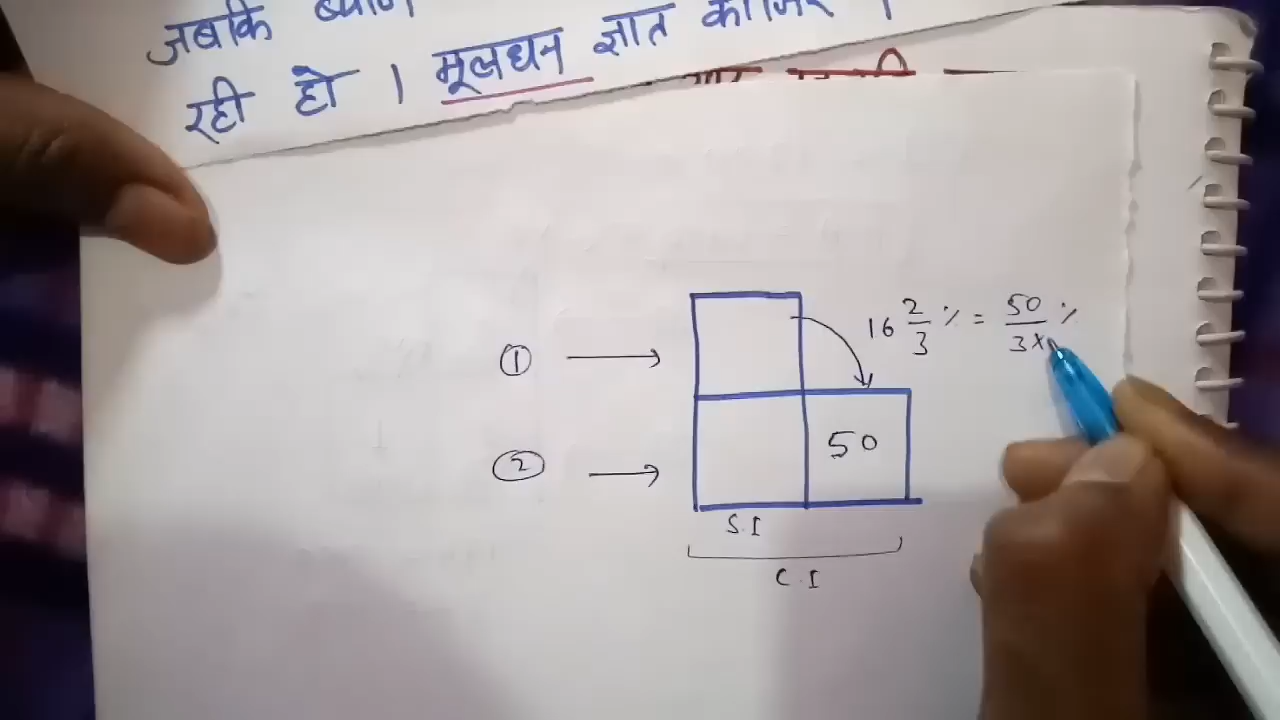 जबकि ब्याज
रही हो । मूलधन ज्ञात कीजिए ।
16 2/3 % = 50/3× %
①
50
②
S.I
C.I